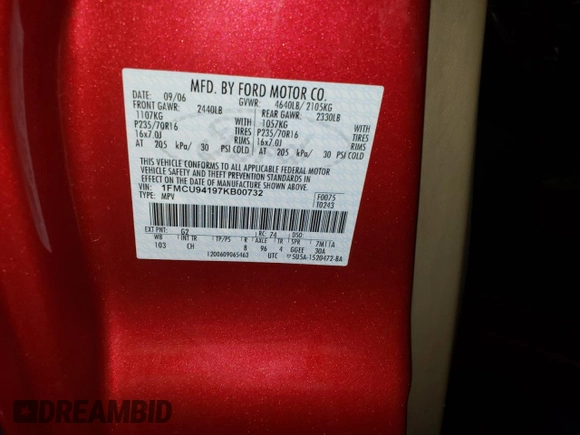 MFD. BY FORD MOTOR CO.
DATE: 09/06 GVWR: 4640LB/ 2105KG
FRONT GAWR: 2440LB REAR GAWR: 2330LB
1107KG WITH 1057KG WITH
P235/70R16 TIRES P235/70R16 TIRES
16x7.0J RIMS 16x7.0J RIMS
AT 205 kPa/ 30 PSI COLD AT 205 kPa/ 30 PSI COLD
THIS VEHICLE CONFORMS TO ALL APPLICABLE FEDERAL MOTOR
VEHICLE SAFETY AND THEFT PREVENTION STANDARDS IN
EFFECT ON THE DATE OF MANUFACTURE SHOWN ABOVE.
VIN: 1FMCU94197KB00732 F0075
TYPE: MPV T0243
EXT PNT: G2 RC: 74 DSO:
WB INT TR TP/PS R AXLE TR SPR 7M11A
103 CH 8 96 4 GGEE 30A
1200609065463 UTC 5U5A-1520472-BA
DREAMBID